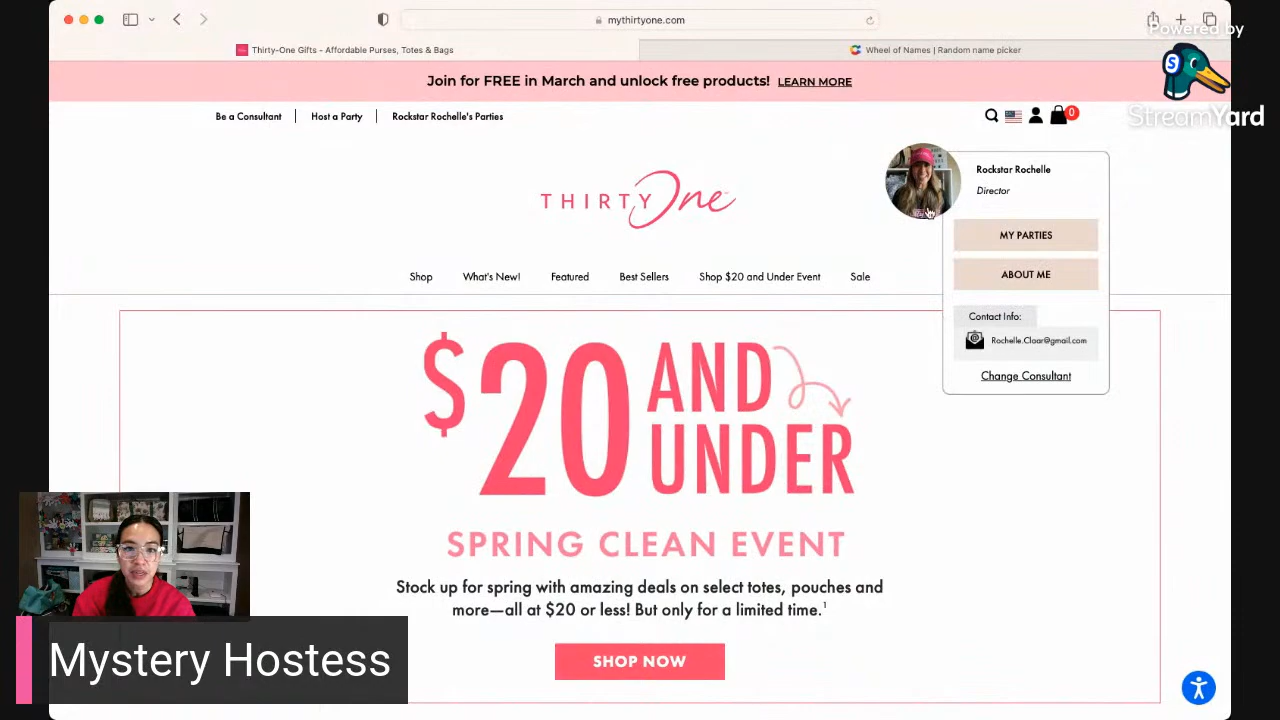 mythirtyone.com
Thirty-One Gifts - Affordable Purses, Totes & Bags
Wheel of Names | Random name picker
Powered by
StreamYard
Join for FREE in March and unlock free products! LEARN MORE
Be a Consultant
Host a Party
Rockstar Rochelle's Parties
0
THIRTY One
Rockstar Rochelle
Director
MY PARTIES
ABOUT ME
Contact Info:
Rochelle.Cloar@gmail.com
Change Consultant
Shop
What's New!
Featured
Best Sellers
Shop $20 and Under Event
Sale
$20 AND
UNDER
SPRING CLEAN EVENT
Stock up for spring with amazing deals on select totes, pouches and
more—all at $20 or less! But only for a limited time.1
SHOP NOW
Mystery Hostess